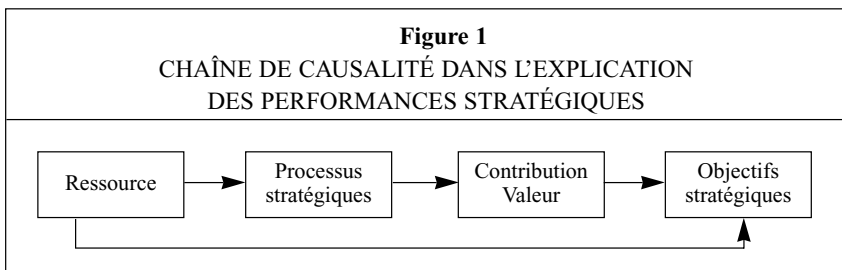 Figure 1
CHAÎNE DE CAUSALITÉ DANS L'EXPLICATION
DES PERFORMANCES STRATÉGIQUES
Ressource
Processus
stratégiques
Contribution
Valeur
Objectifs
stratégiques